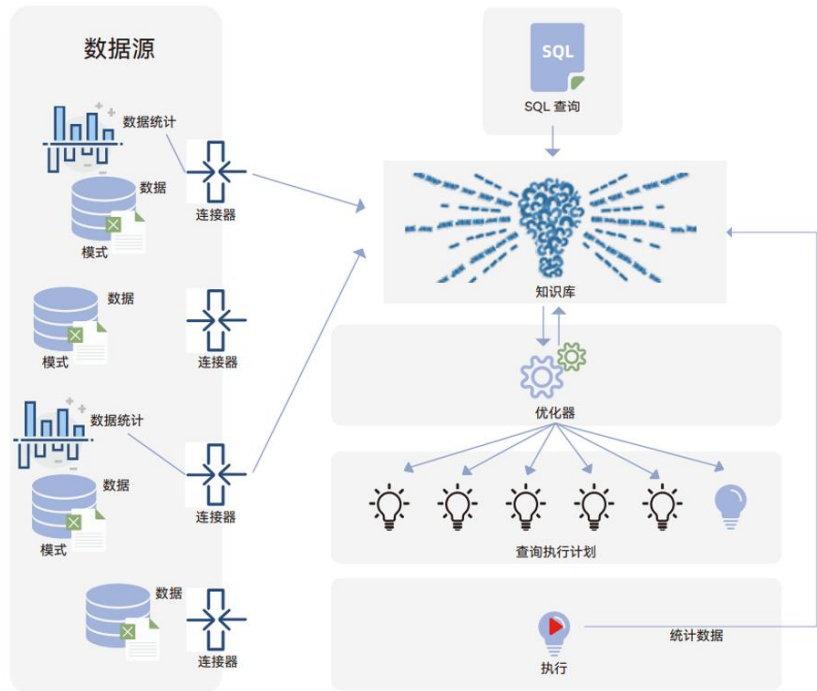 数据源
数据统计
数据
模式
连接器
数据
模式
连接器
数据统计
数据
模式
连接器
数据
连接器
SQL
SQL 查询
知识库
优化器
查询执行计划
执行
统计数据